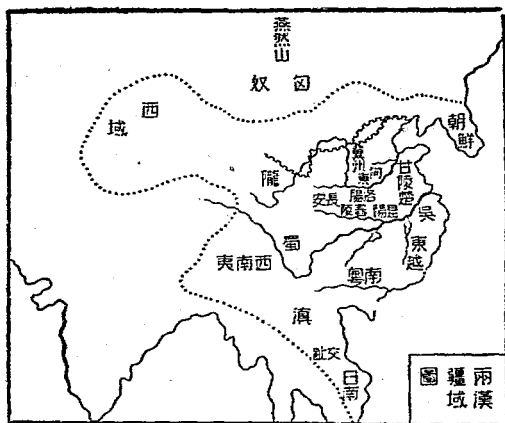 燕然山
匈奴
西域
朝鮮
河東
甘陵
楚
隴
洛陽
長安
昆陽
舂陵
吳
東越
蜀
西南夷
南粵
滇
交趾
日南
兩漢
疆域
圖